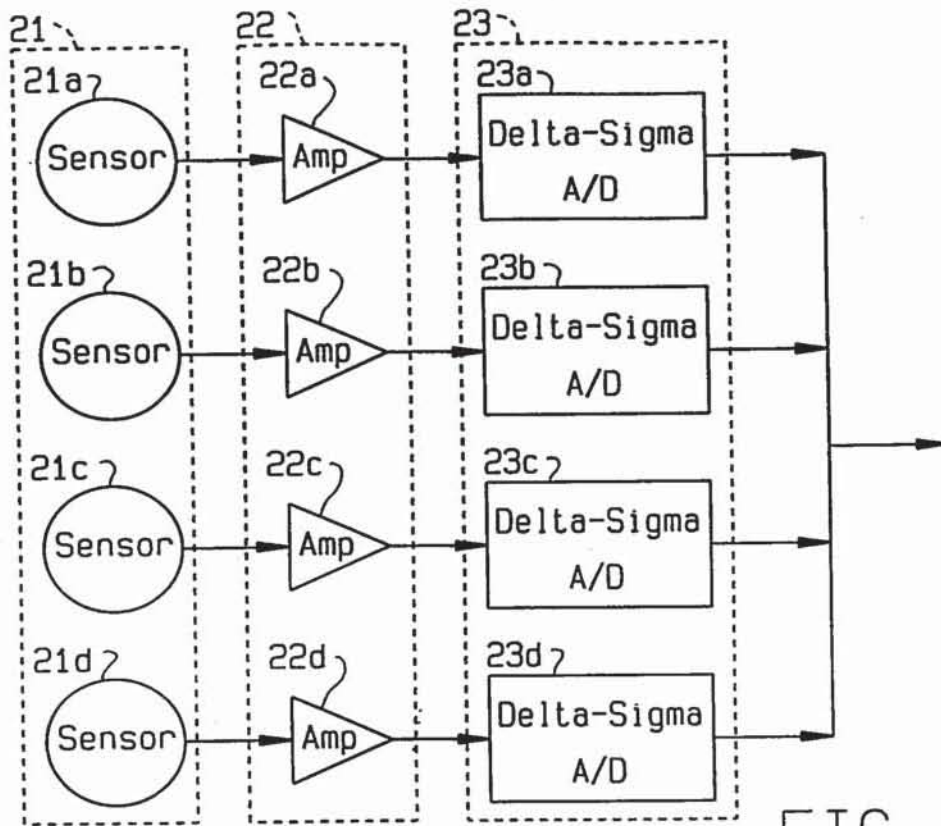 21 22 23
21a 22a 23a
Sensor Amp Delta-Sigma
A/D
21b 22b 23b
Sensor Amp Delta-Sigma
A/D
21c 22c 23c
Sensor Amp Delta-Sigma
A/D
21d 22d 23d
Sensor Amp Delta-Sigma
A/D
FIG